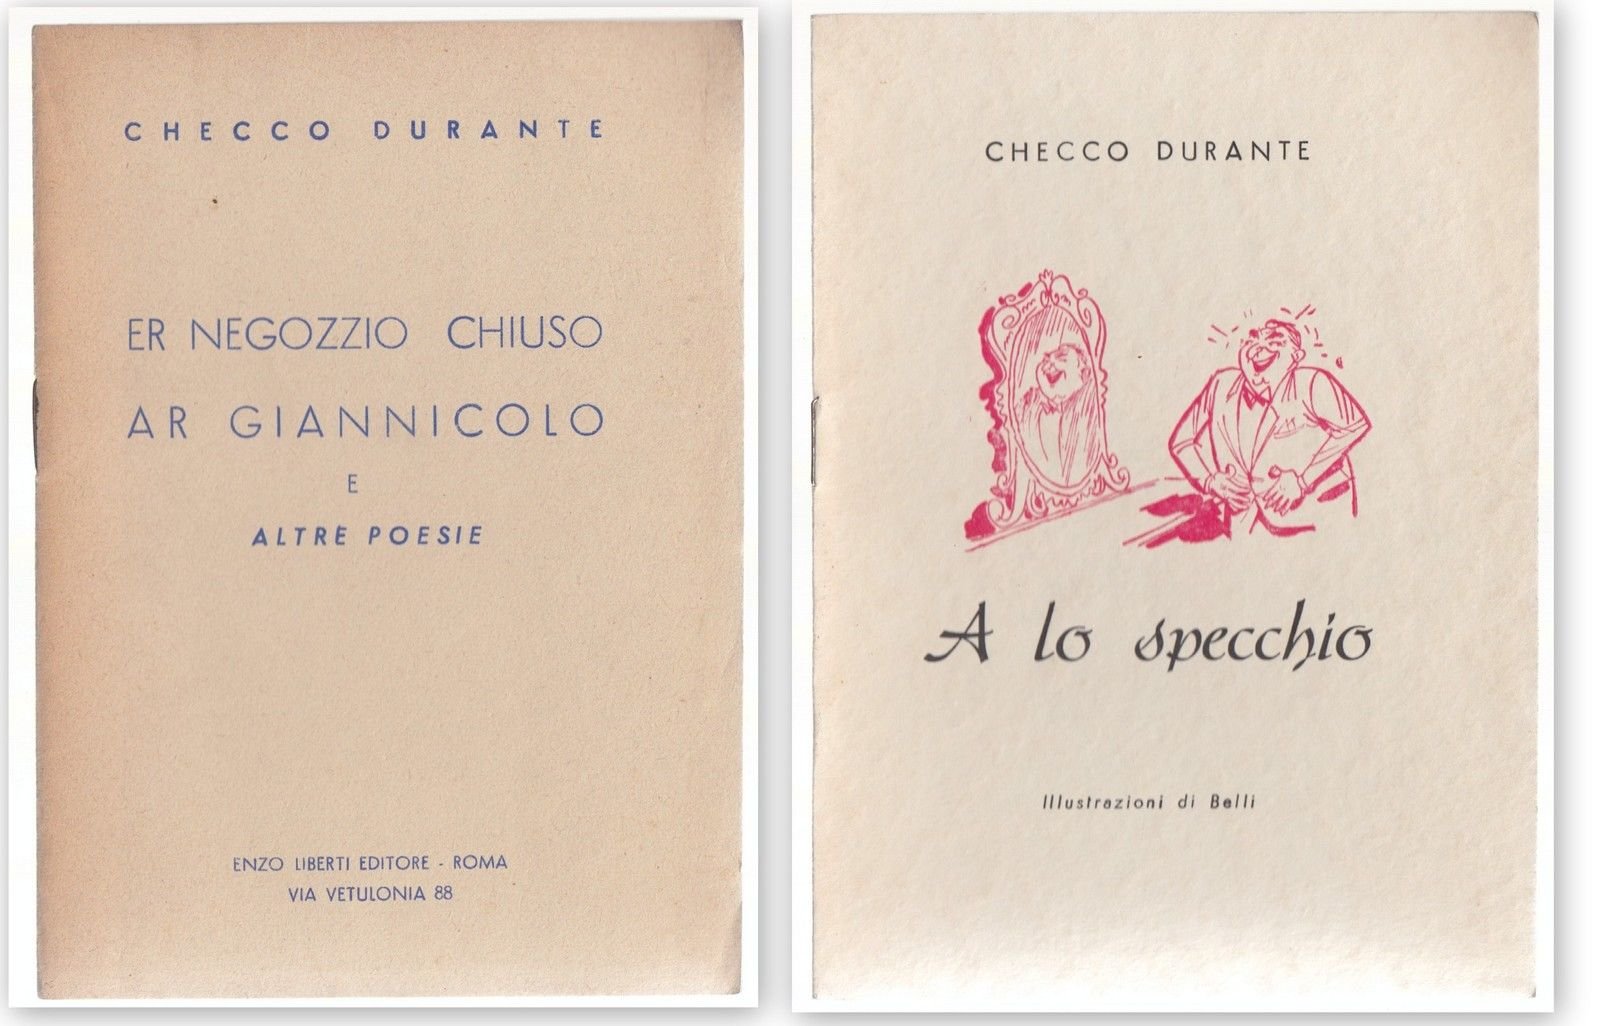 CHECCO DURANTE
ER NEGOZZIO CHIUSO
AR GIANNICOLO
E
ALTRE POESIE
ENZO LIBERTI EDITORE - ROMA
VIA VETULONIA 88
CHECCO DURANTE
A lo specchio
Illustrazioni di Belli